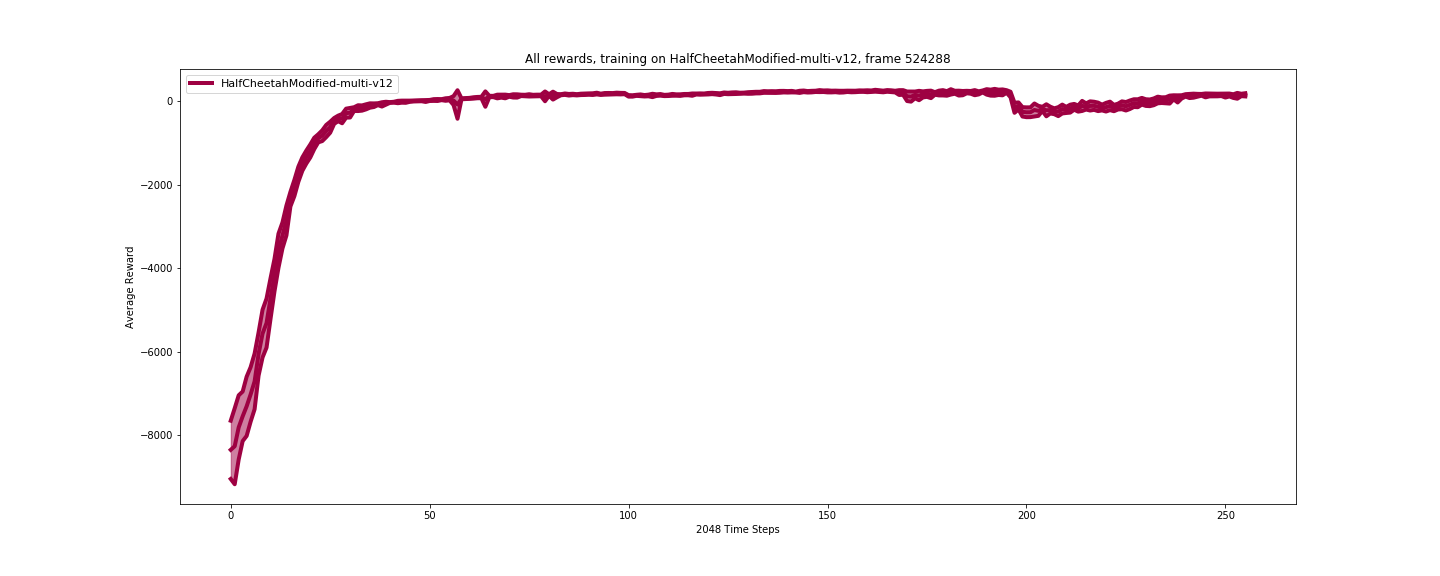 All rewards, training on HalfCheetahModified-multi-v12, frame 524288
HalfCheetahModified-multi-v12
0
−2000
−4000
−6000
−8000
Average Reward
0 50 100 150 200 250
2048 Time Steps